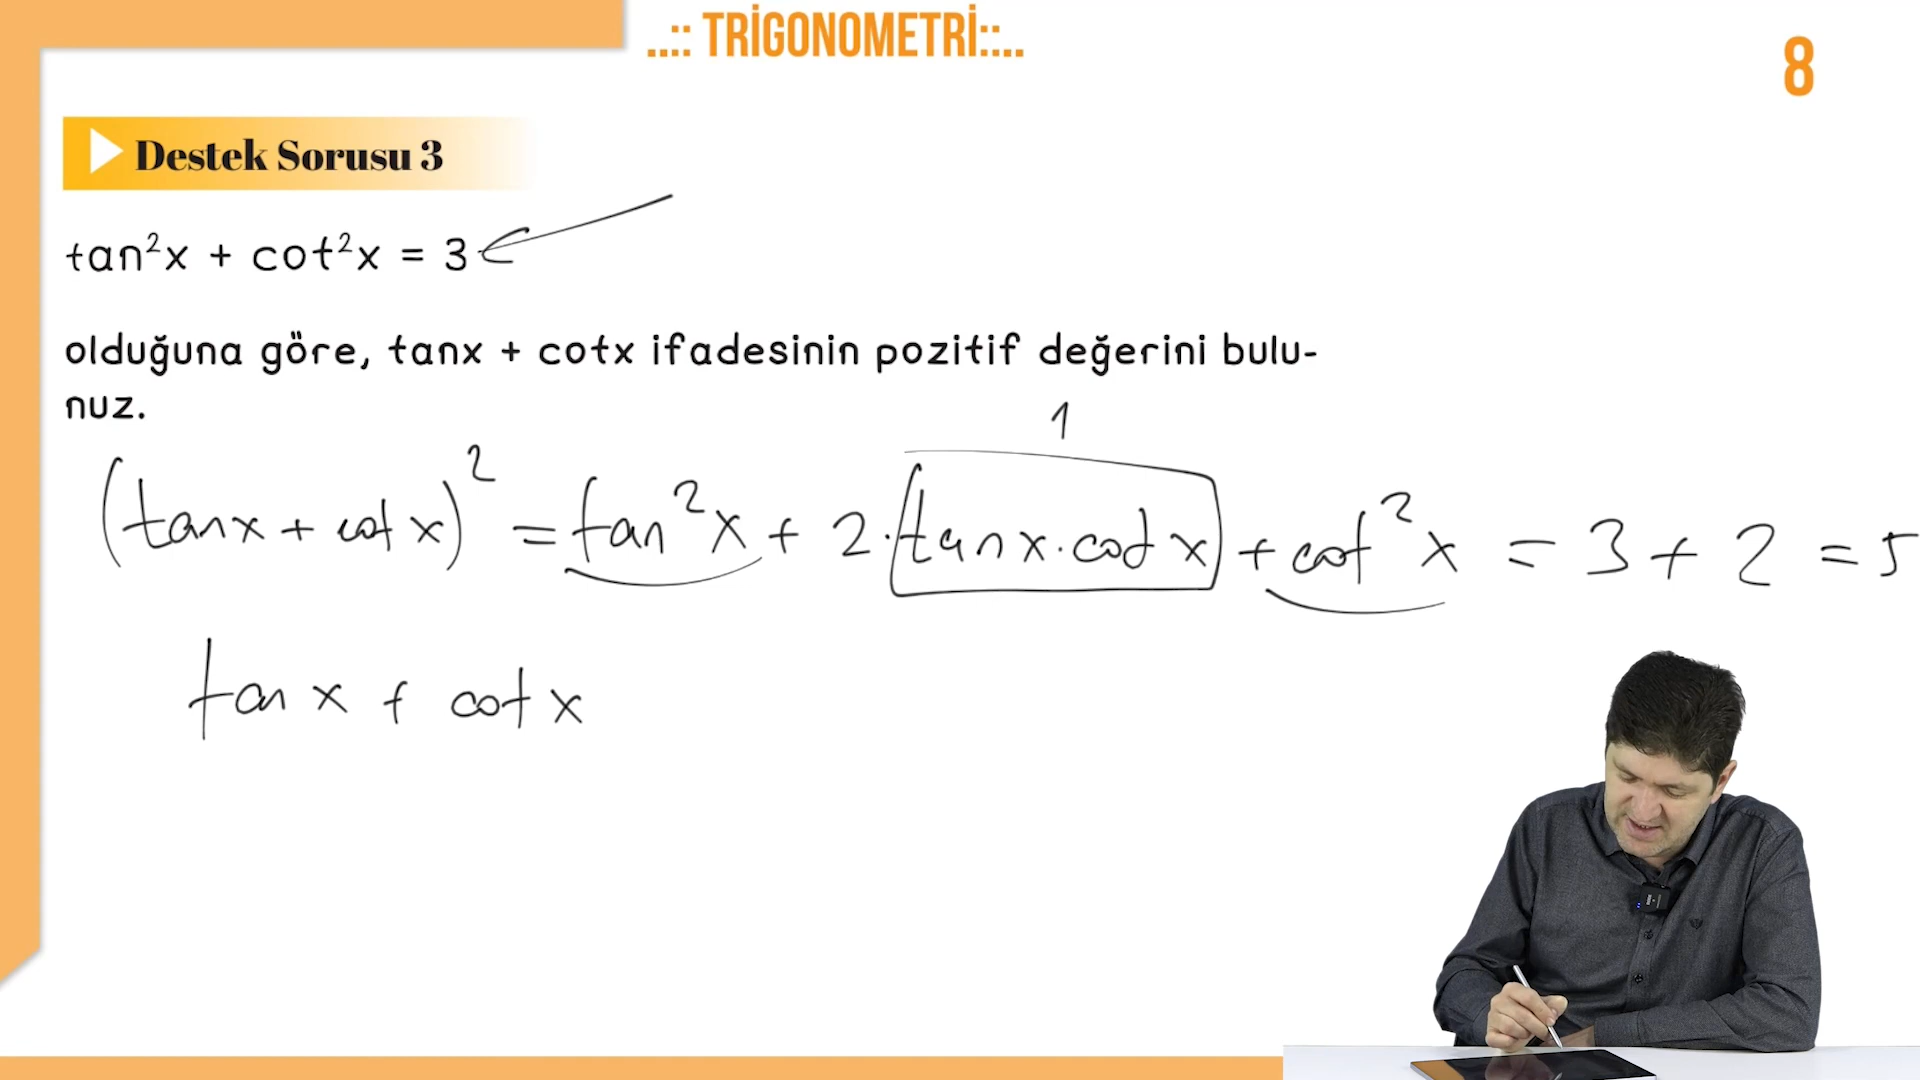 ..:: TRİGONOMETRİ::..
8
Destek Sorusu 3
tan²x + cot²x = 3
olduğuna göre, tanx + cotx ifadesinin pozitif değerini bulu-
nuz.
1
(tanx + cotx)² = tan²x + 2·tanx·cotx + cot²x = 3 + 2 = 5
tanx + cotx